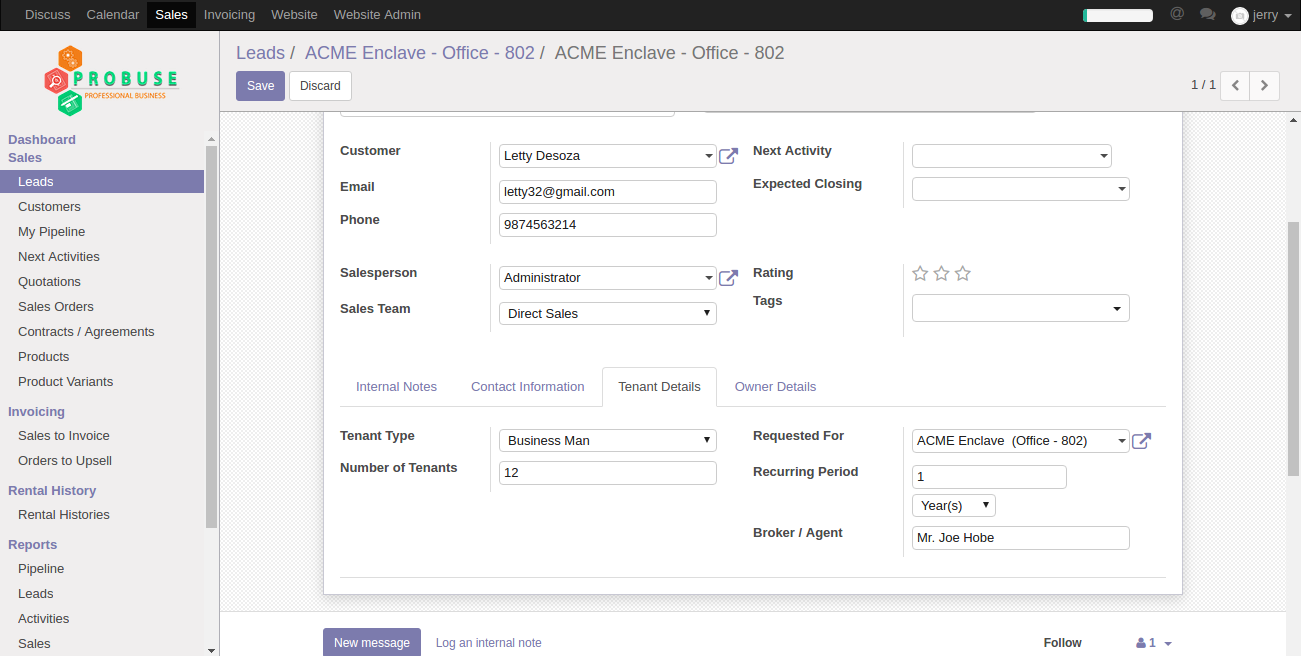 Discuss Calendar Sales Invoicing Website Website Admin @ jerry
PROBUSE
PROFESSIONAL BUSINESS
Leads / ACME Enclave - Office - 802 / ACME Enclave - Office - 802
Save Discard 1 / 1
Dashboard
Sales
Leads
Customers
My Pipeline
Next Activities
Quotations
Sales Orders
Contracts / Agreements
Products
Product Variants
Invoicing
Sales to Invoice
Orders to Upsell
Rental History
Rental Histories
Reports
Pipeline
Leads
Activities
Sales
Customer Letty Desoza Next Activity
Email letty32@gmail.com Expected Closing
Phone 9874563214
Salesperson Administrator Rating
Sales Team Direct Sales Tags
Internal Notes Contact Information Tenant Details Owner Details
Tenant Type Business Man Requested For ACME Enclave (Office - 802)
Number of Tenants 12 Recurring Period 1
Year(s)
Broker / Agent Mr. Joe Hobe
New message Log an internal note Follow 1